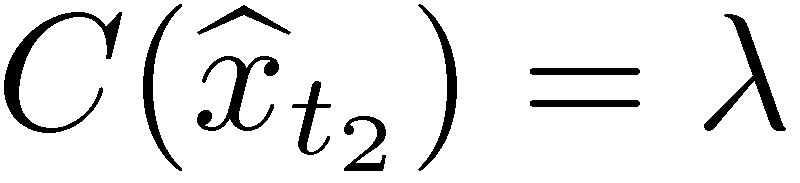 $C(\widehat{x}_{t_2}) = \lambda$